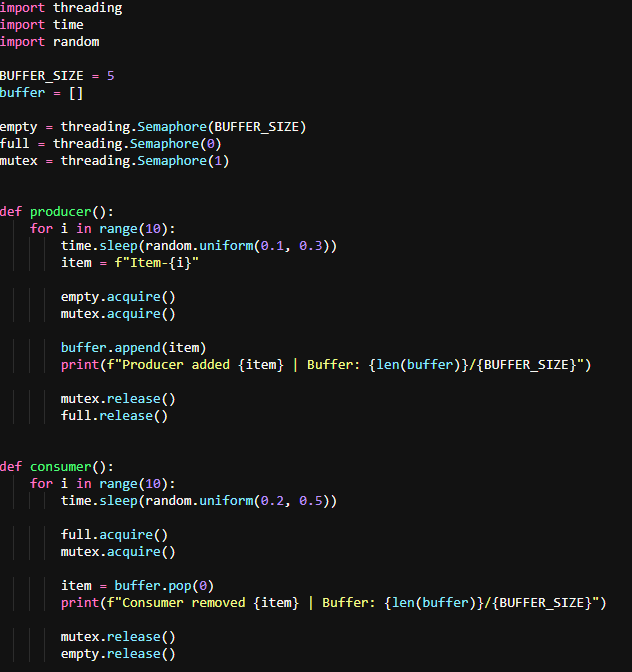 import threading
import time
import random
BUFFER_SIZE = 5
buffer = []
empty = threading.Semaphore(BUFFER_SIZE)
full = threading.Semaphore(0)
mutex = threading.Semaphore(1)
def producer():
    for i in range(10):
        time.sleep(random.uniform(0.1, 0.3))
        item = f"Item-{i}"
        empty.acquire()
        mutex.acquire()
        buffer.append(item)
        print(f"Producer added {item} | Buffer: {len(buffer)}/{BUFFER_SIZE}")
        mutex.release()
        full.release()
def consumer():
    for i in range(10):
        time.sleep(random.uniform(0.2, 0.5))
        full.acquire()
        mutex.acquire()
        item = buffer.pop(0)
        print(f"Consumer removed {item} | Buffer: {len(buffer)}/{BUFFER_SIZE}")
        mutex.release()
        empty.release()